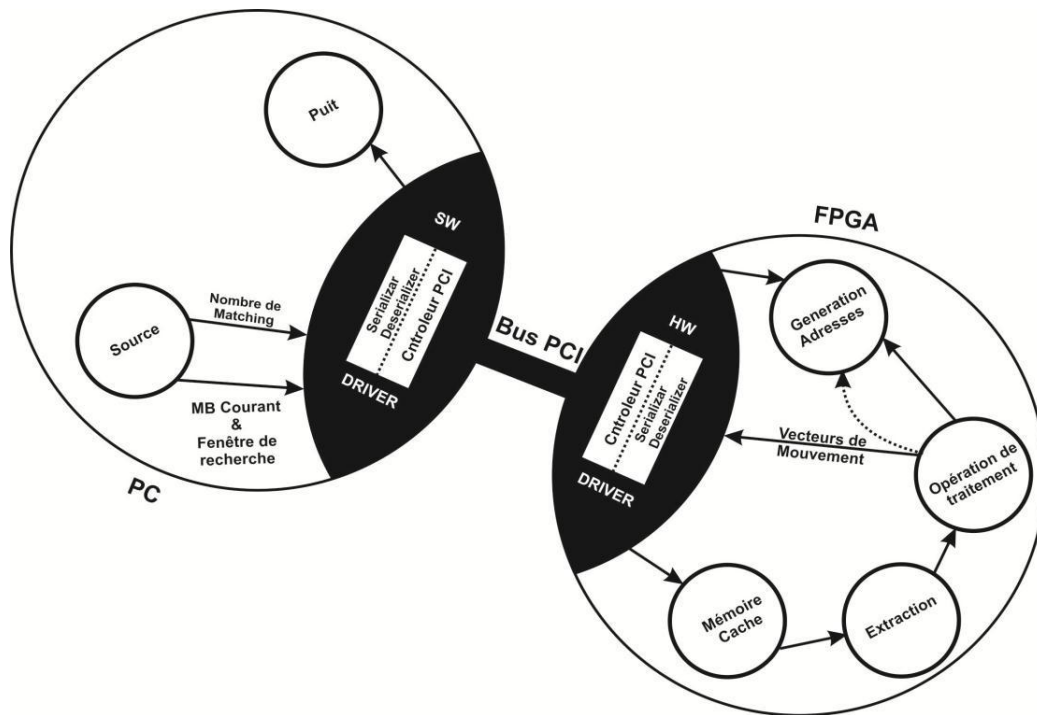 Puit
SW
Serializar
Deserializer
Cntroleur PCI
DRIVER
Nombre de
Matching
Source
MB Courant
&
Fenêtre de
recherche
PC
Bus PCI
FPGA
HW
Cntroleur PCI
Serializar
Deserializer
DRIVER
Generation
Adresses
Vecteurs de
Mouvement
Opération de
traitement
Mémoire
Cache
Extraction